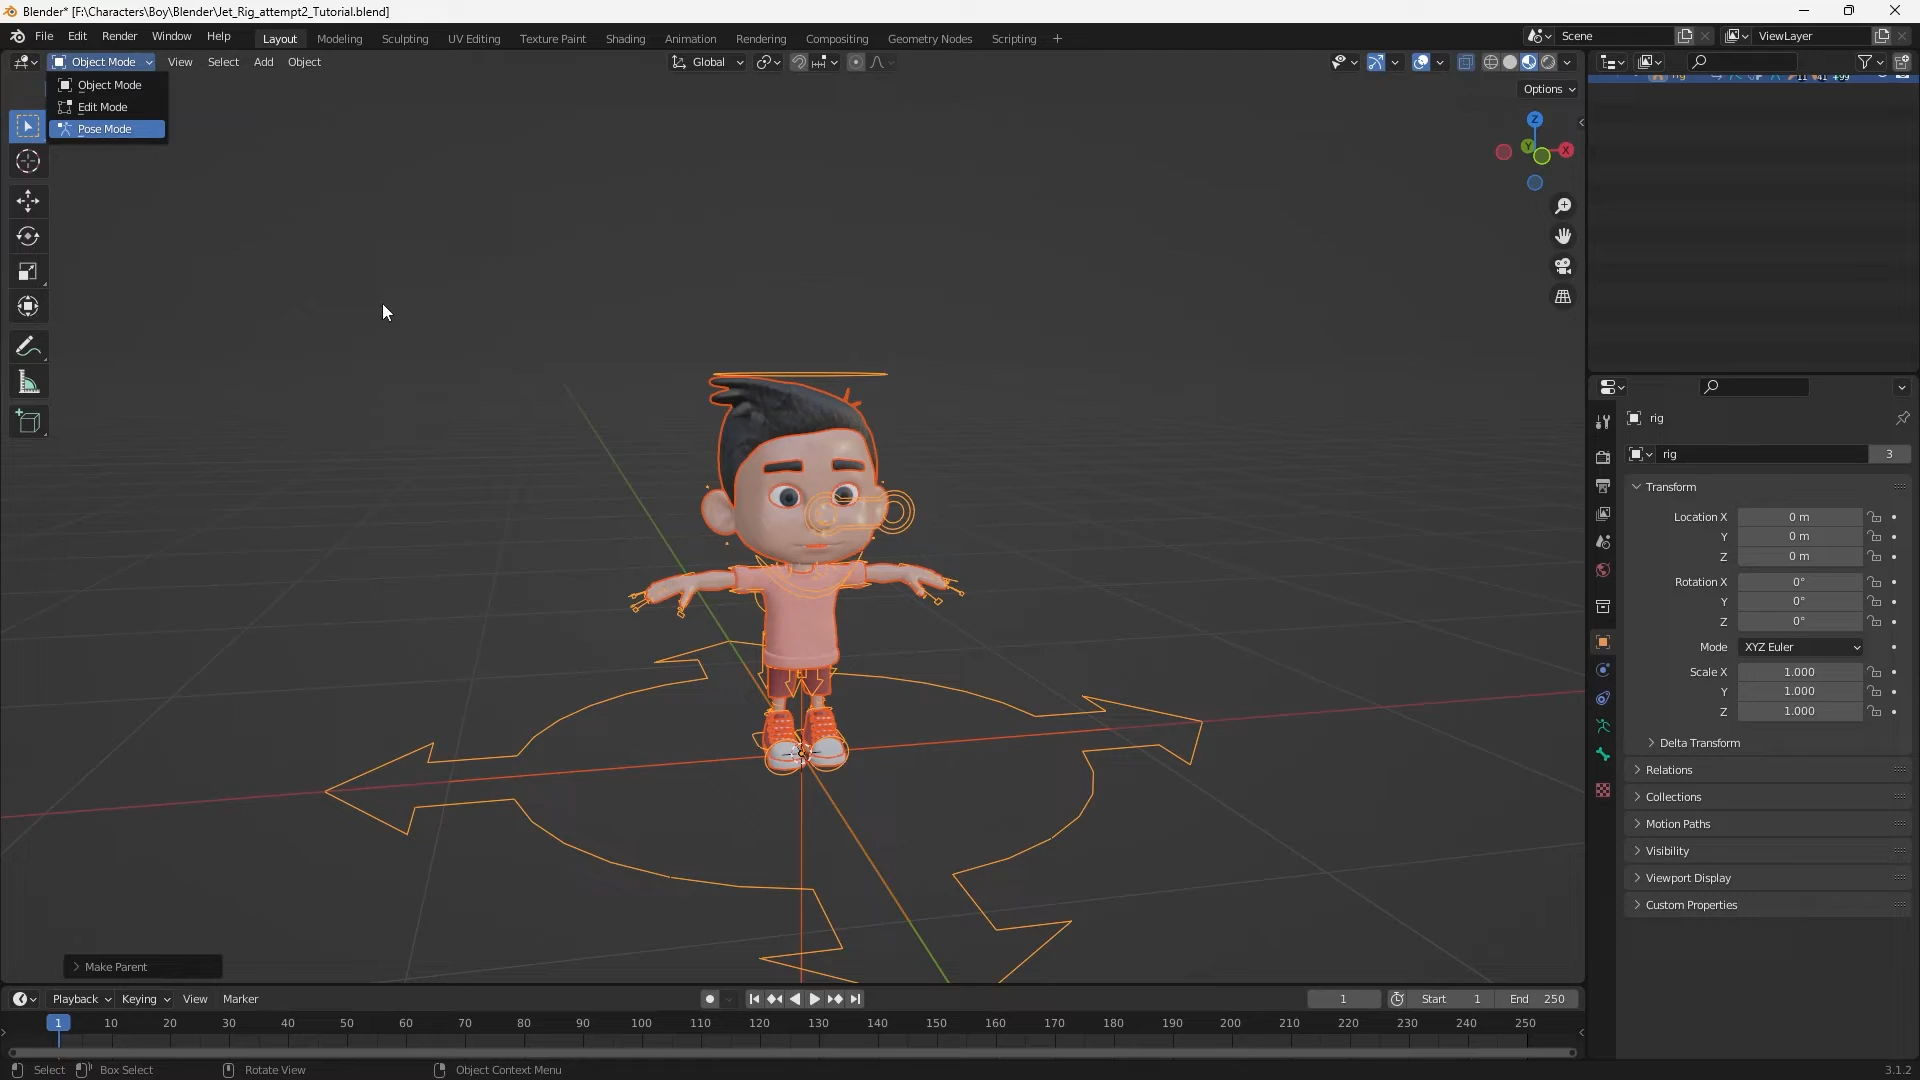 Blender* [F:\Characters\Boy\Blender\Jet_Rig_attempt2_Tutorial.blend]
File Edit Render Window Help Layout Modeling Sculpting UV Editing Texture Paint Shading Animation Rendering Compositing Geometry Nodes Scripting + Scene ViewLayer
Object Mode View Select Add Object Global
Object Mode
Edit Mode
Pose Mode
Options
Z
Y
X
rig
rig 3
Transform
Location X 0 m
Y 0 m
Z 0 m
Rotation X 0°
Y 0°
Z 0°
Mode XYZ Euler
Scale X 1.000
Y 1.000
Z 1.000
Delta Transform
Relations
Collections
Motion Paths
Visibility
Viewport Display
Custom Properties
Make Parent
Playback Keying View Marker 1 Start 1 End 250
1 10 20 30 40 50 60 70 80 90 100 110 120 130 140 150 160 170 180 190 200 210 220 230 240 250
Select Box Select Rotate View Object Context Menu 3.1.2